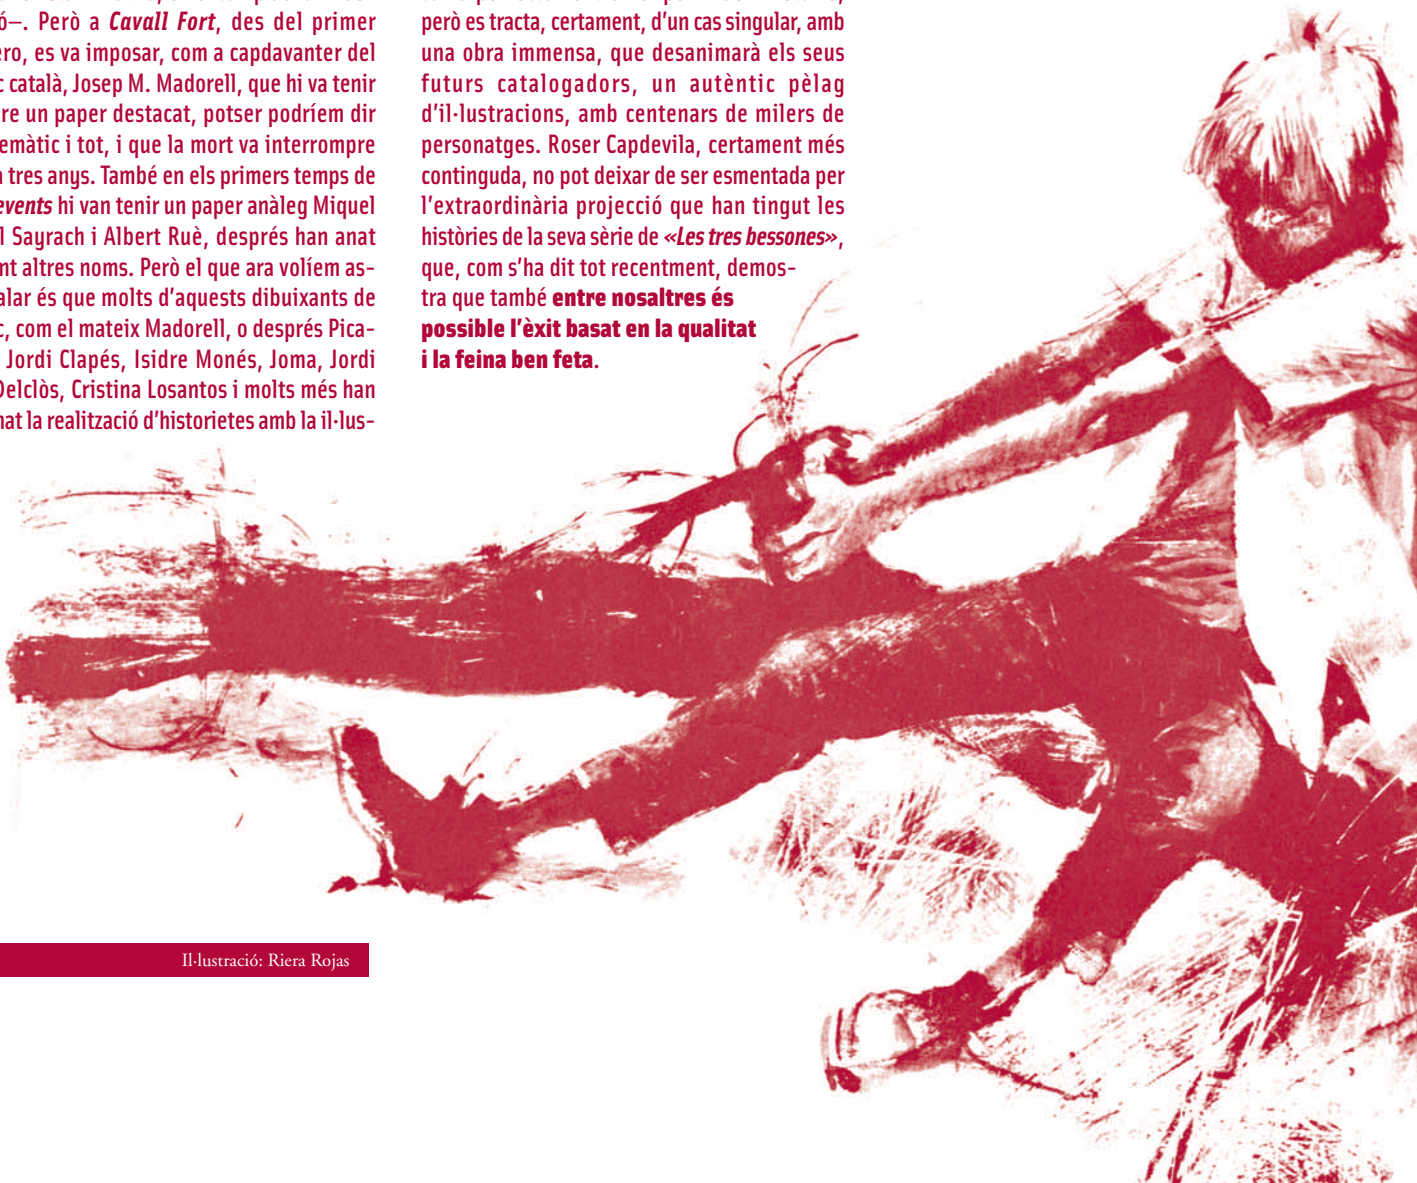 ó–. Però a Cavall Fort, des del primer
ero, es va imposar, com a capdavanter del
c català, Josep M. Madorell, que hi va tenir
re un paper destacat, potser podríem dir
emàtic i tot, i que la mort va interrompre
a tres anys. També en els primers temps de
events hi van tenir un paper anàleg Miquel
l Sayrach i Albert Ruè, després han anat
nt altres noms. Però el que ara volíem as-
alar és que molts d’aquests dibuixants de
c, com el mateix Madorell, o després Pica-
Jordi Clapés, Isidre Monés, Joma, Jordi
Delclòs, Cristina Losantos i molts més han
nat la realització d’historietes amb la il·lus-
però es tracta, certament, d’un cas singular, amb
una obra immensa, que desanimarà els seus
futurs catalogadors, un autèntic pèlag
d’il·lustracions, amb centenars de milers de
personatges. Roser Capdevila, certament més
continguda, no pot deixar de ser esmentada per
l’extraordinària projecció que han tingut les
històries de la seva sèrie de «Les tres bessones»,
que, com s’ha dit tot recentment, demos-
tra que també entre nosaltres és
possible l’èxit basat en la qualitat
i la feina ben feta.
Il·lustració: Riera Rojas